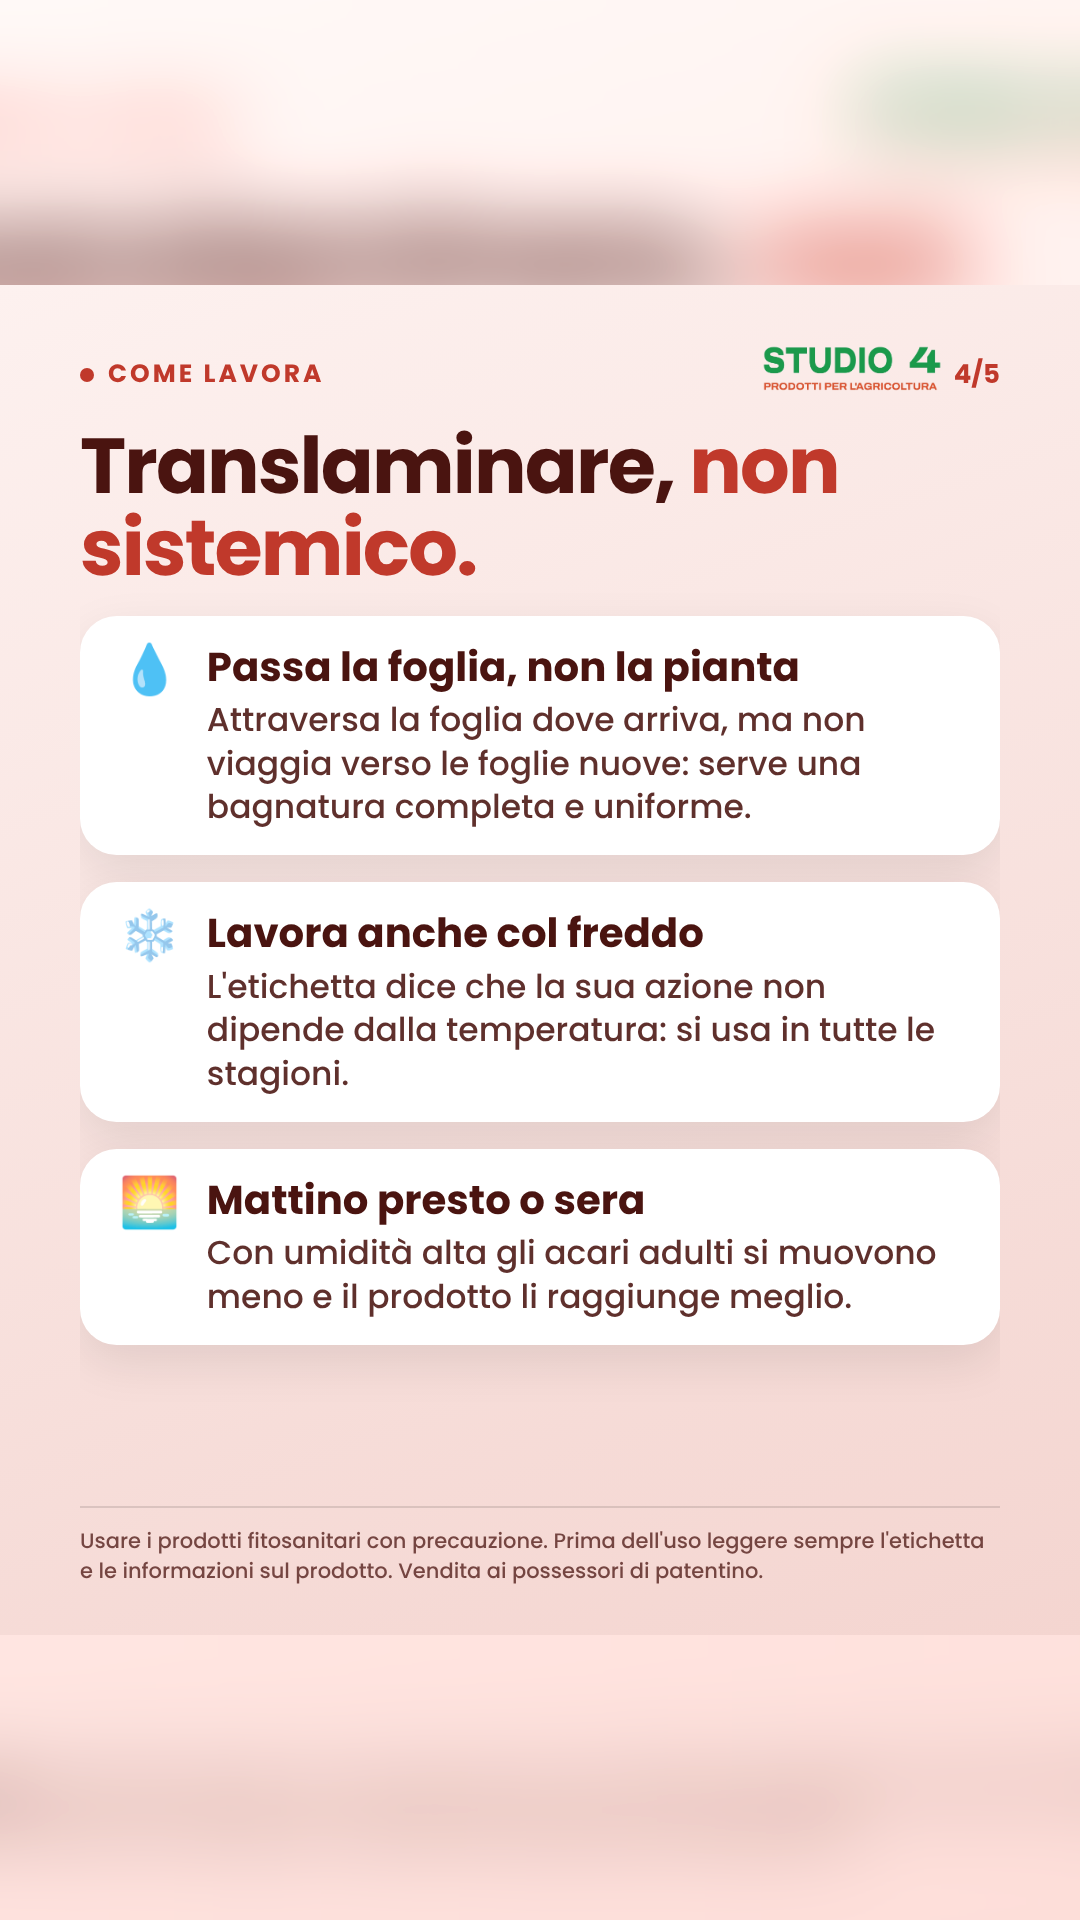 COME LAVORA
STUDIO 4
PRODOTTI PER L'AGRICOLTURA
4/5
Translaminare, non
sistemico.
Passa la foglia, non la pianta
Attraversa la foglia dove arriva, ma non
viaggia verso le foglie nuove: serve una
bagnatura completa e uniforme.
Lavora anche col freddo
L'etichetta dice che la sua azione non
dipende dalla temperatura: si usa in tutte le
stagioni.
Mattino presto o sera
Con umidità alta gli acari adulti si muovono
meno e il prodotto li raggiunge meglio.
Usare i prodotti fitosanitari con precauzione. Prima dell'uso leggere sempre l'etichetta
e le informazioni sul prodotto. Vendita ai possessori di patentino.